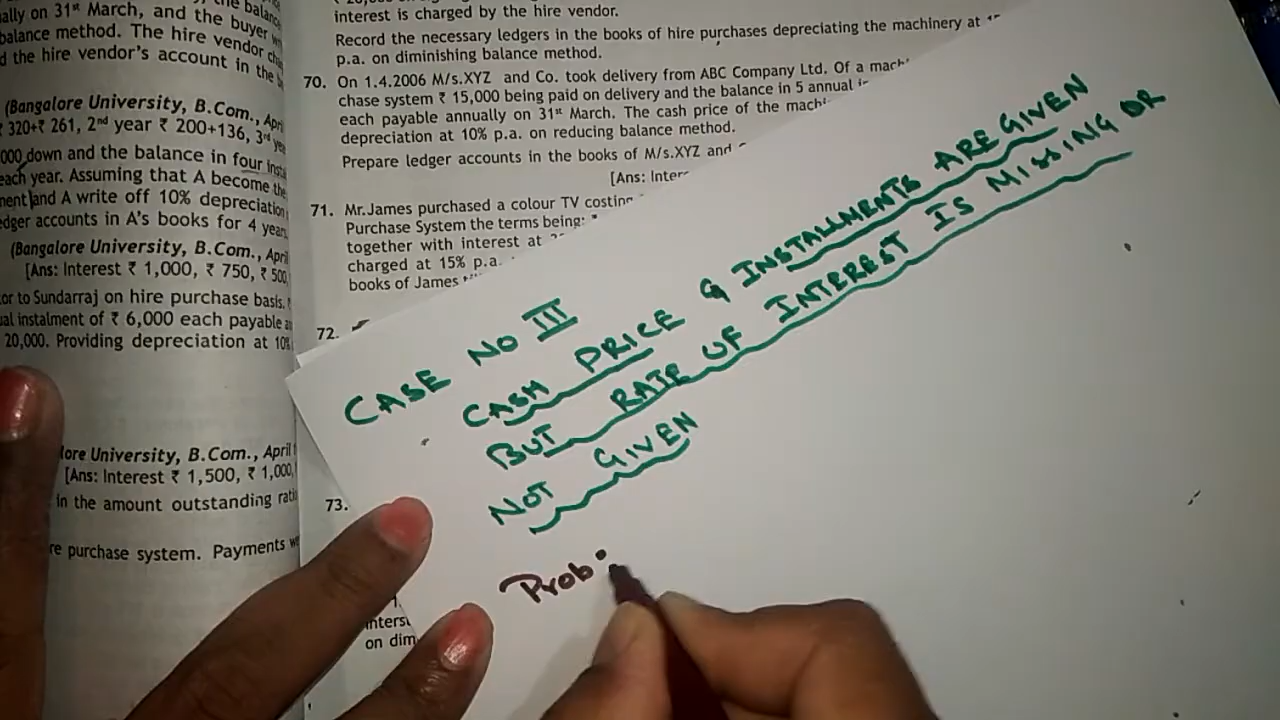 ally on 31st March, and the buyer
balance method. The hire vendor
d the hire vendor's account in the
(Bangalore University, B.Com., April
₹ 320+₹ 261, 2nd year ₹ 200+136, 3rd
000 down and the balance in four
each year. Assuming that A become the
ment and A write off 10% depreciation
edger accounts in A's books for 4 years.
(Bangalore University, B.Com., April
[Ans: Interest ₹ 1,000, ₹ 750, ₹ 500,
or to Sundarraj on hire purchase basis.
ual instalment of ₹ 6,000 each payable
20,000. Providing depreciation at 10%
lore University, B.Com., April
[Ans: Interest ₹ 1,500, ₹ 1,000,
in the amount outstanding
re purchase system. Payments
interest is charged by the hire vendor.
Record the necessary ledgers in the books of hire purchases depreciating the machinery at
p.a. on diminishing balance method.
70. On 1.4.2006 M/s.XYZ and Co. took delivery from ABC Company Ltd. Of a
chase system ₹ 15,000 being paid on delivery and the balance in 5 annual
each payable annually on 31st March. The cash price of the
depreciation at 10% p.a. on reducing balance method.
Prepare ledger accounts in the books of M/s.XYZ and
[Ans:
71. Mr.James purchased a colour TV costing
Purchase System the terms being:
together with interest at
charged at 15% p.a.
books of James
72.
73.
on dim
CASE NO III
CASH PRICE & INSTALLMENTS ARE GIVEN
BUT RATE OF INTEREST IS MISSING OR
NOT GIVEN
Prob